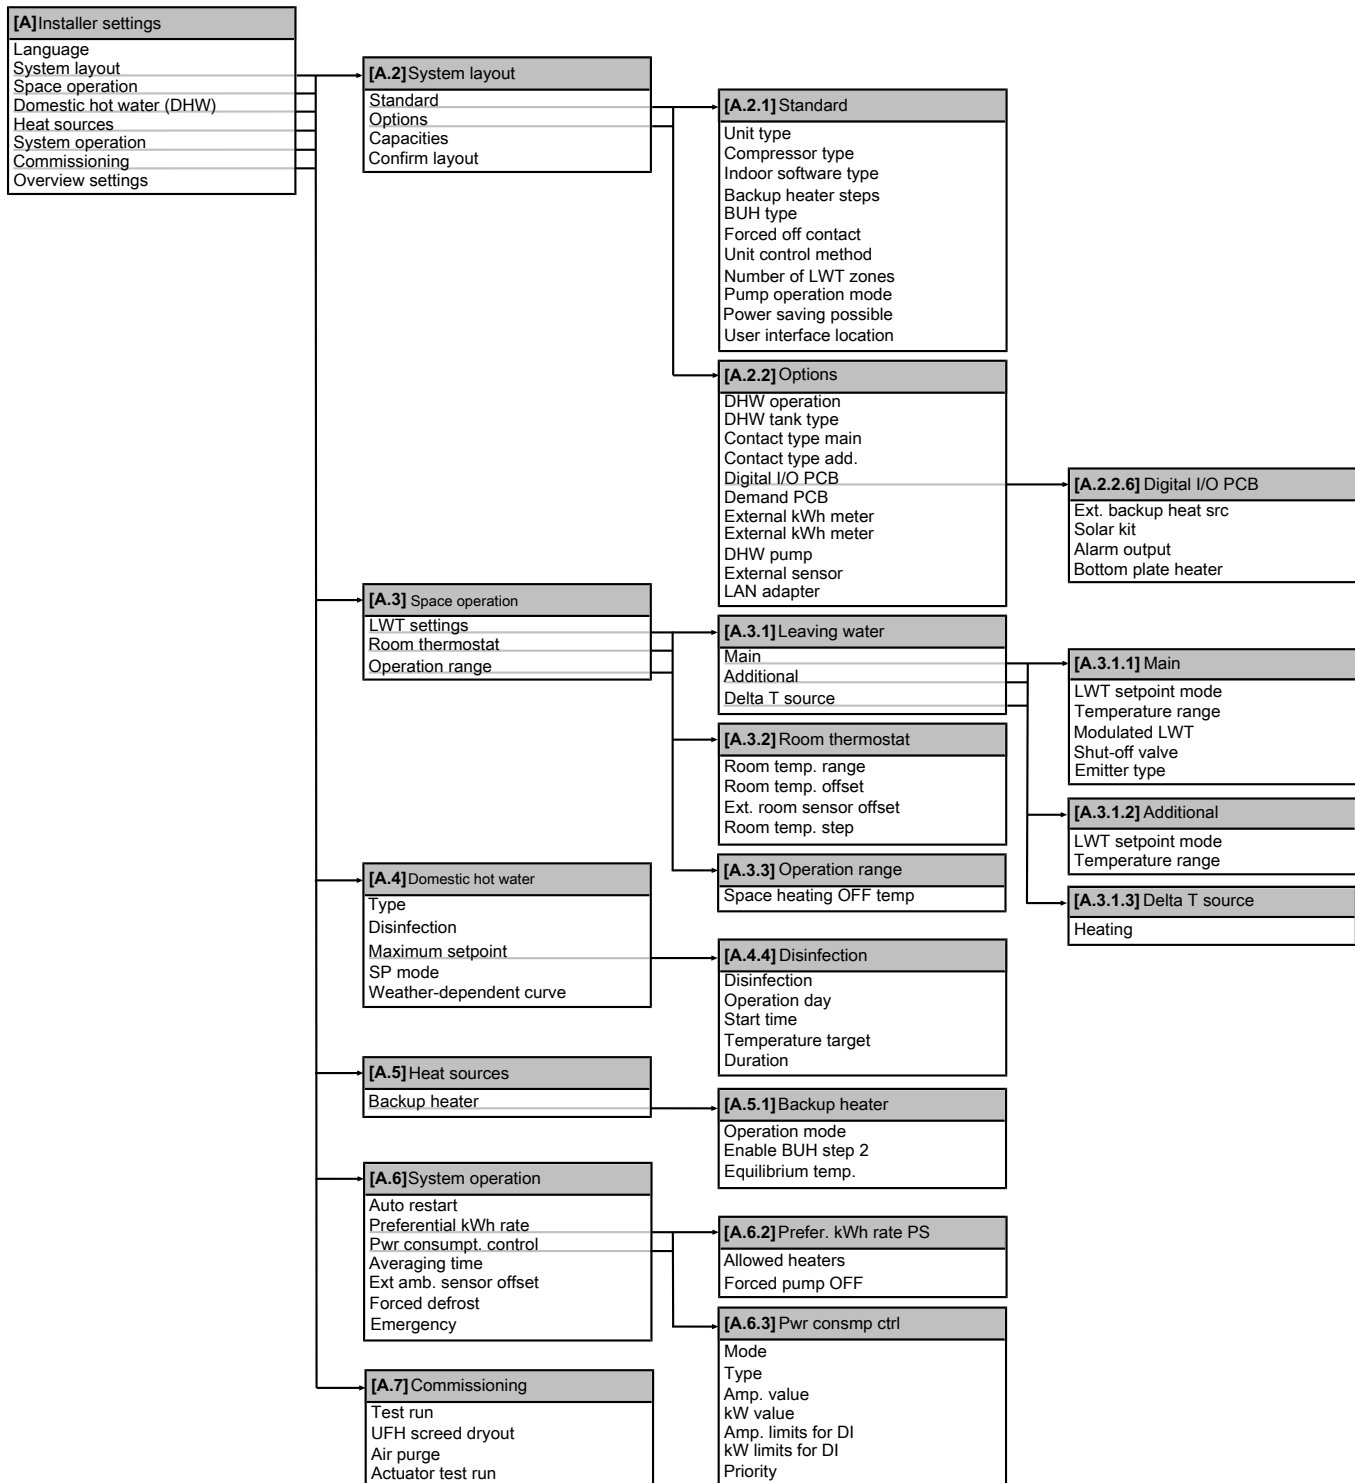 [A] Installer settings
Language
System layout
Space operation
Domestic hot water (DHW)
Heat sources
System operation
Commissioning
Overview settings
[A.2] System layout
Standard
Options
Capacities
Confirm layout
[A.2.1] Standard
Unit type
Compressor type
Indoor software type
Backup heater steps
BUH type
Forced off contact
Unit control method
Number of LWT zones
Pump operation mode
Power saving possible
User interface location
[A.2.2] Options
DHW operation
DHW tank type
Contact type main
Contact type add.
Digital I/O PCB
Demand PCB
External kWh meter
External kWh meter
DHW pump
External sensor
LAN adapter
[A.2.2.6] Digital I/O PCB
Ext. backup heat src
Solar kit
Alarm output
Bottom plate heater
[A.3] Space operation
LWT settings
Room thermostat
Operation range
[A.3.1] Leaving water
Main
Additional
Delta T source
[A.3.1.1] Main
LWT setpoint mode
Temperature range
Modulated LWT
Shut-off valve
Emitter type
[A.3.1.2] Additional
LWT setpoint mode
Temperature range
[A.3.1.3] Delta T source
Heating
[A.3.2] Room thermostat
Room temp. range
Room temp. offset
Ext. room sensor offset
Room temp. step
[A.3.3] Operation range
Space heating OFF temp
[A.4] Domestic hot water
Type
Disinfection
Maximum setpoint
SP mode
Weather-dependent curve
[A.4.4] Disinfection
Disinfection
Operation day
Start time
Temperature target
Duration
[A.5] Heat sources
Backup heater
[A.5.1] Backup heater
Operation mode
Enable BUH step 2
Equilibrium temp.
[A.6] System operation
Auto restart
Preferential kWh rate
Pwr consumpt. control
Averaging time
Ext amb. sensor offset
Forced defrost
Emergency
[A.6.2] Prefer. kWh rate PS
Allowed heaters
Forced pump OFF
[A.6.3] Pwr consmp ctrl
Mode
Type
Amp. value
kW value
Amp. limits for DI
kW limits for DI
Priority
[A.7] Commissioning
Test run
UFH screed dryout
Air purge
Actuator test run